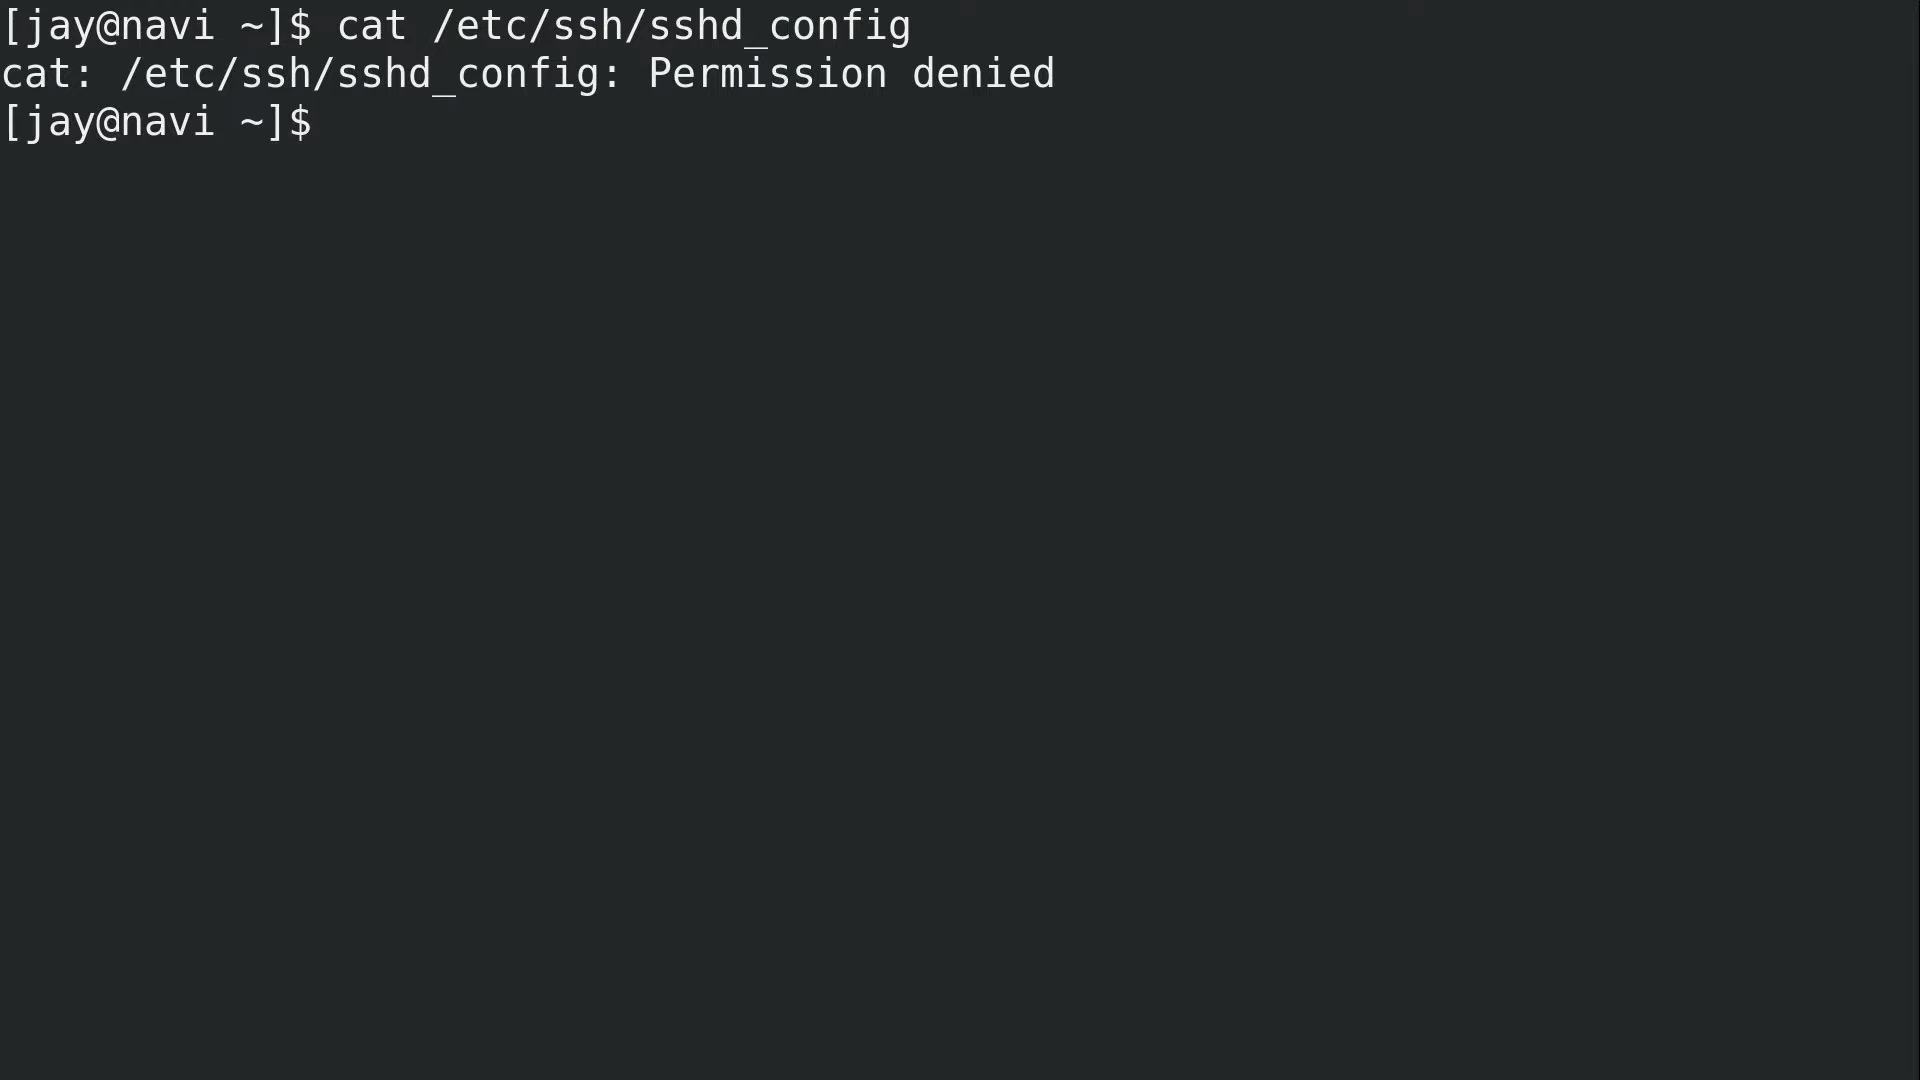 [jay@navi ~]$ cat /etc/ssh/sshd_config
cat: /etc/ssh/sshd_config: Permission denied
[jay@navi ~]$